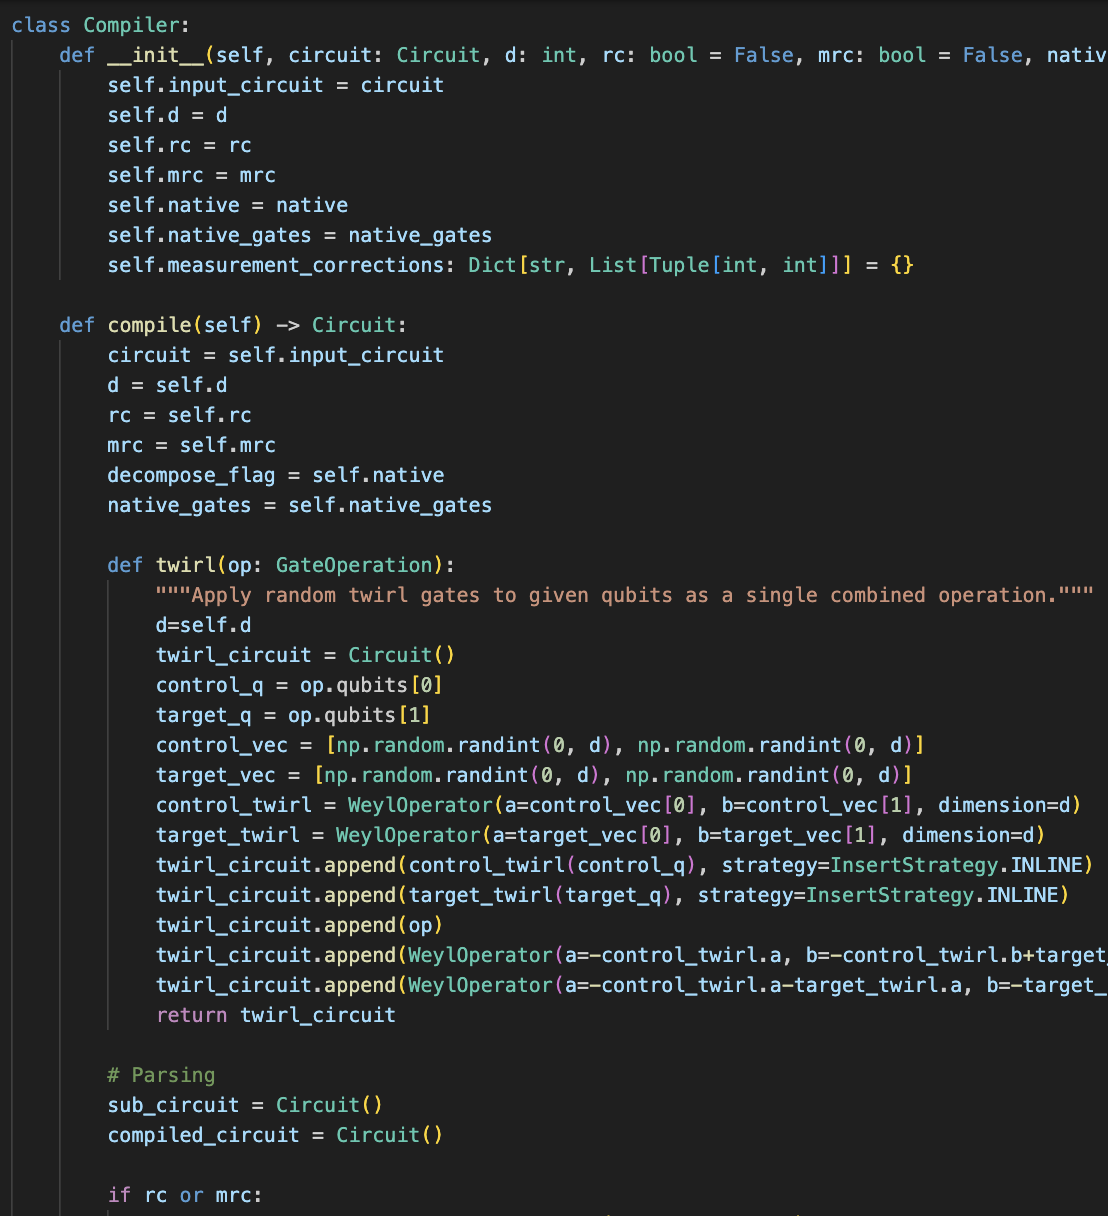 class Compiler:
    def __init__(self, circuit: Circuit, d: int, rc: bool = False, mrc: bool = False, nativ
        self.input_circuit = circuit
        self.d = d
        self.rc = rc
        self.mrc = mrc
        self.native = native
        self.native_gates = native_gates
        self.measurement_corrections: Dict[str, List[Tuple[int, int]]] = {}

    def compile(self) -> Circuit:
        circuit = self.input_circuit
        d = self.d
        rc = self.rc
        mrc = self.mrc
        decompose_flag = self.native
        native_gates = self.native_gates

        def twirl(op: GateOperation):
            """Apply random twirl gates to given qubits as a single combined operation."""
            d=self.d
            twirl_circuit = Circuit()
            control_q = op.qubits[0]
            target_q = op.qubits[1]
            control_vec = [np.random.randint(0, d), np.random.randint(0, d)]
            target_vec = [np.random.randint(0, d), np.random.randint(0, d)]
            control_twirl = WeylOperator(a=control_vec[0], b=control_vec[1], dimension=d)
            target_twirl = WeylOperator(a=target_vec[0], b=target_vec[1], dimension=d)
            twirl_circuit.append(control_twirl(control_q), strategy=InsertStrategy.INLINE)
            twirl_circuit.append(target_twirl(target_q), strategy=InsertStrategy.INLINE)
            twirl_circuit.append(op)
            twirl_circuit.append(WeylOperator(a=-control_twirl.a, b=-control_twirl.b+target_
            twirl_circuit.append(WeylOperator(a=-control_twirl.a-target_twirl.a, b=-target_
            return twirl_circuit

        # Parsing
        sub_circuit = Circuit()
        compiled_circuit = Circuit()

        if rc or mrc: